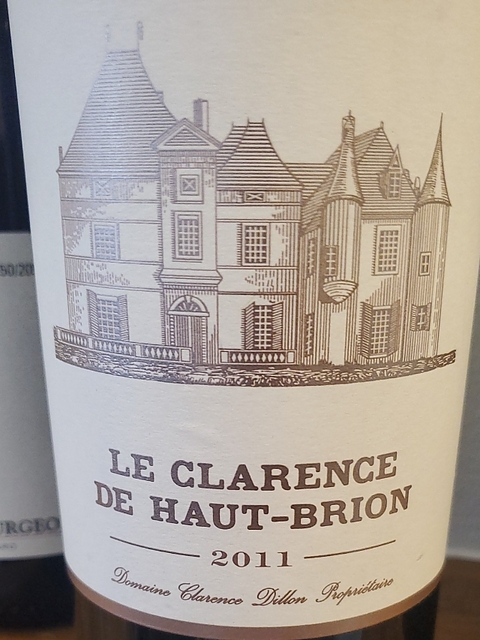 LE CLARENCE
DE HAUT-BRION
2011
Domaine Clarence Dillon Propriétaire